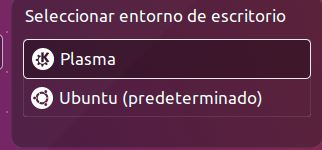 Seleccionar entorno de escritorio
Plasma
Ubuntu (predeterminado)